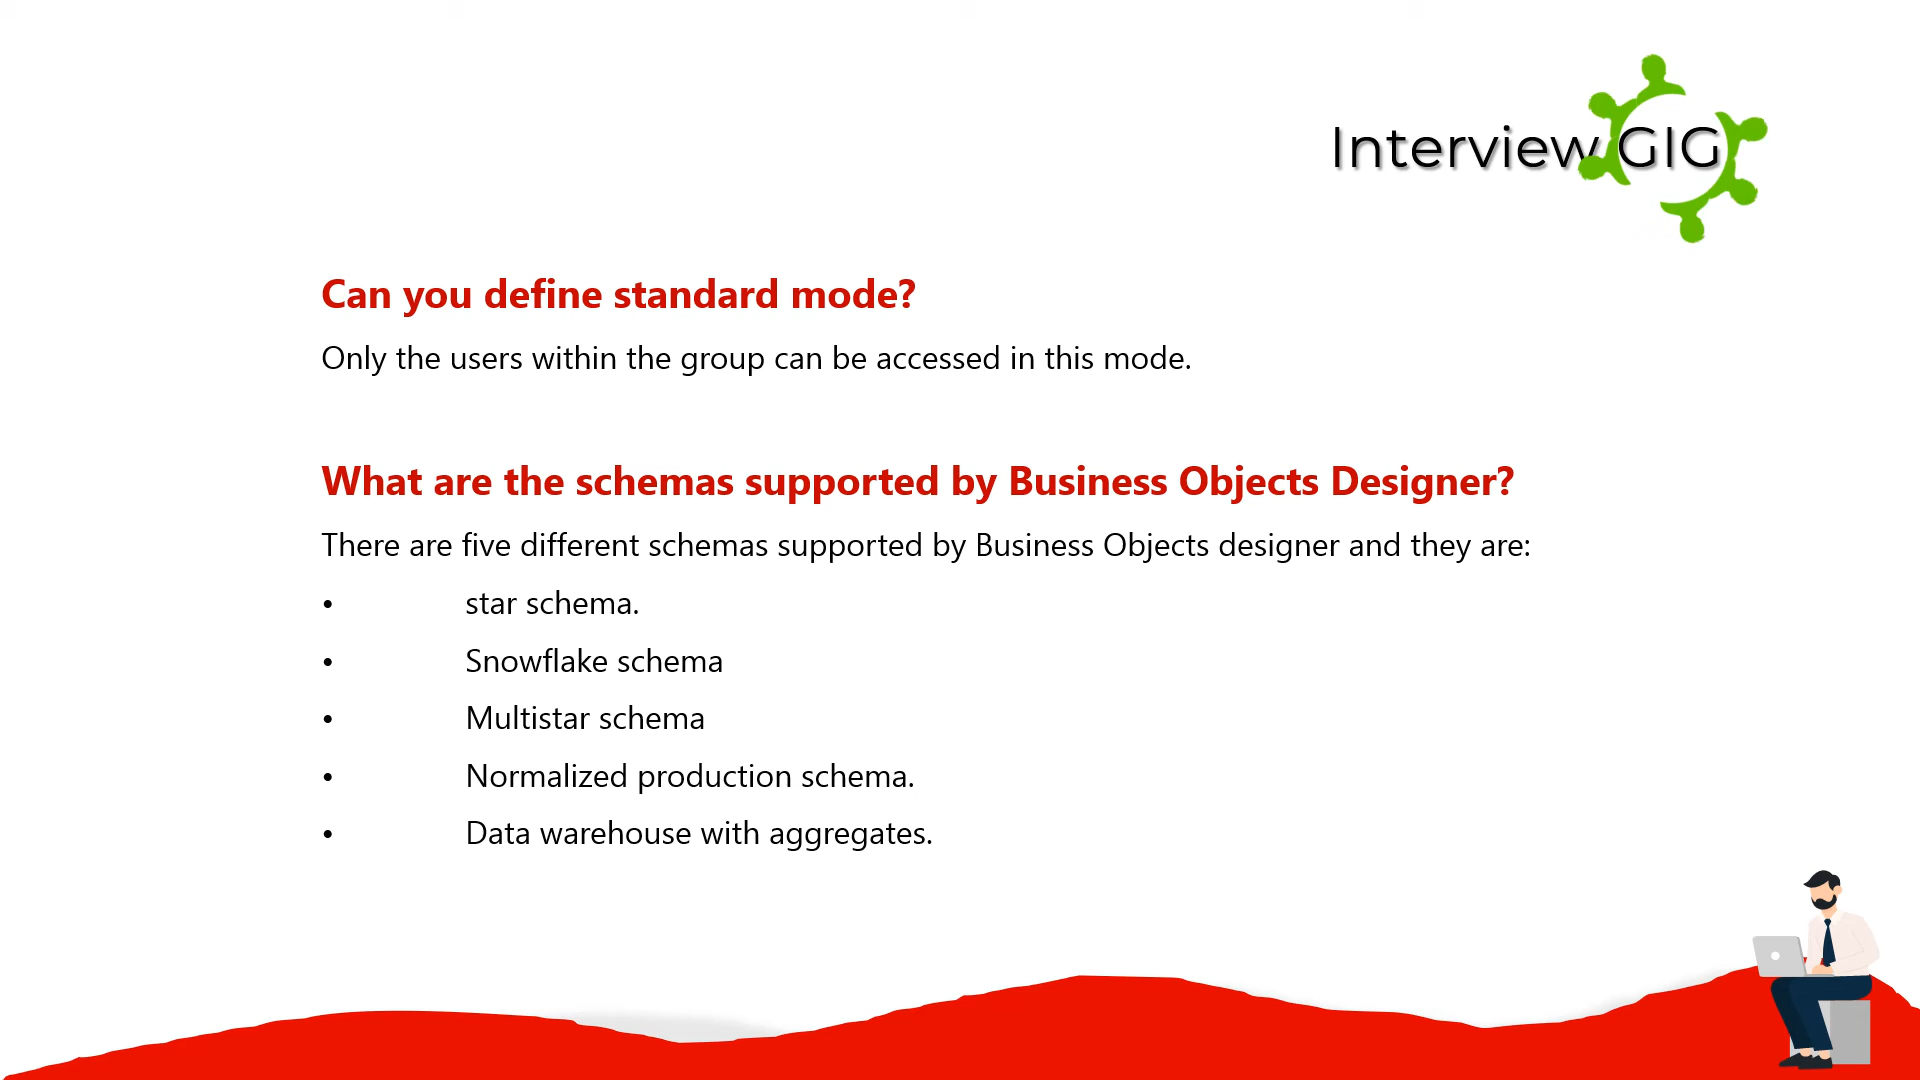 Interview GIG
Can you define standard mode?
Only the users within the group can be accessed in this mode.
What are the schemas supported by Business Objects Designer?
There are five different schemas supported by Business Objects designer and they are:
• star schema.
• Snowflake schema
• Multistar schema
• Normalized production schema.
• Data warehouse with aggregates.